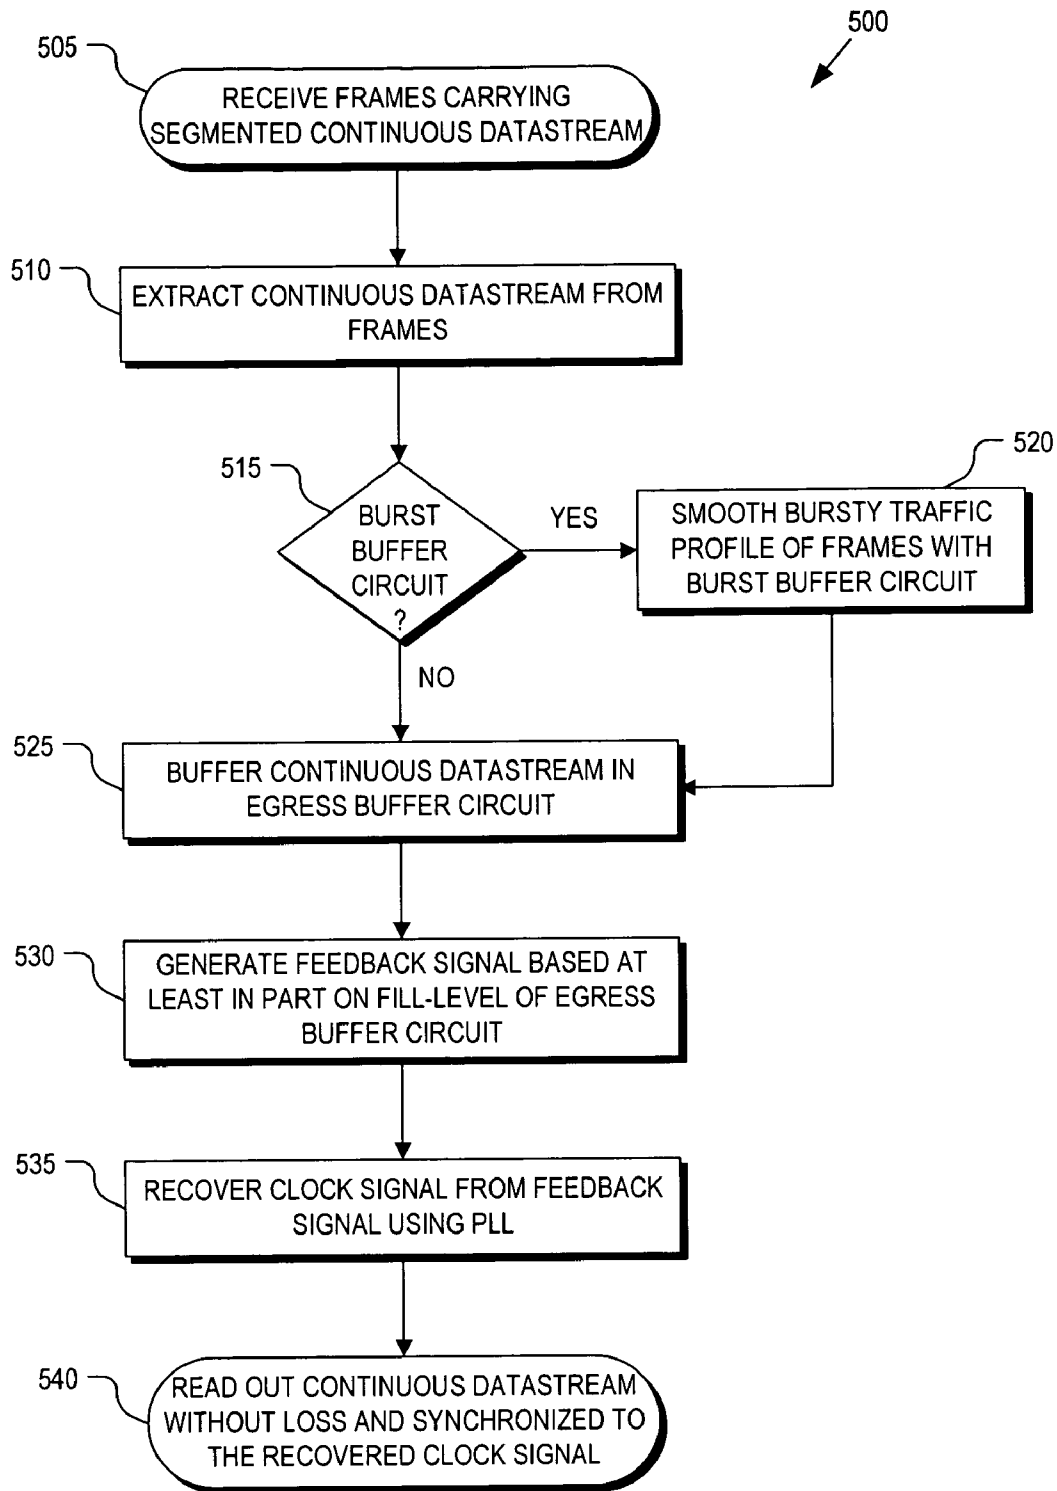 500
505
RECEIVE FRAMES CARRYING
SEGMENTED CONTINUOUS DATASTREAM
510
EXTRACT CONTINUOUS DATASTREAM FROM
FRAMES
515
BURST
BUFFER
CIRCUIT
?
YES
520
SMOOTH BURSTY TRAFFIC
PROFILE OF FRAMES WITH
BURST BUFFER CIRCUIT
NO
525
BUFFER CONTINUOUS DATASTREAM IN
EGRESS BUFFER CIRCUIT
530
GENERATE FEEDBACK SIGNAL BASED AT
LEAST IN PART ON FILL-LEVEL OF EGRESS
BUFFER CIRCUIT
535
RECOVER CLOCK SIGNAL FROM FEEDBACK
SIGNAL USING PLL
540
READ OUT CONTINUOUS DATASTREAM
WITHOUT LOSS AND SYNCHRONIZED TO
THE RECOVERED CLOCK SIGNAL